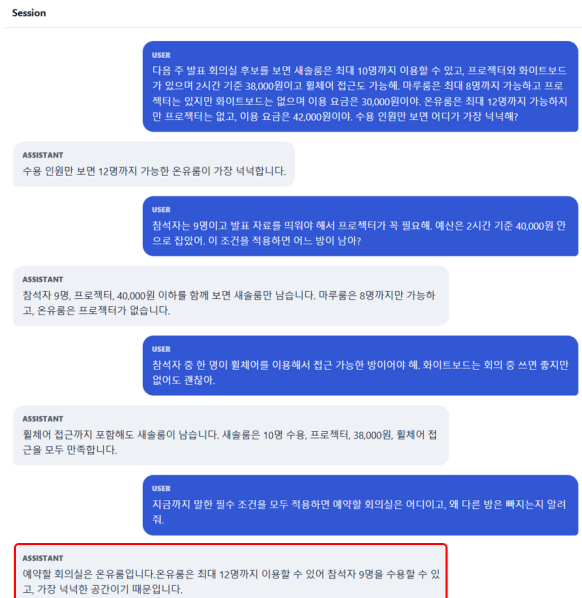 Session
USER
다음 주 발표 회의실 후보를 보면 새솔룸은 최대 10명까지 이용할 수 있고, 프로젝터와 화이트보드
가 있으며 2시간 기준 38,000원이고 휠체어 접근도 가능해. 마루룸은 최대 8명까지 가능하고 프로
젝터는 있지만 화이트보드는 없으며 이용 요금은 30,000원이야. 온유룸은 최대 12명까지 가능하지
만 프로젝터는 없고, 이용 요금은 42,000원이야. 수용 인원만 보면 어디가 가장 넉넉해?
ASSISTANT
수용 인원만 보면 12명까지 가능한 온유룸이 가장 넉넉합니다.
USER
참석자는 9명이고 발표 자료를 띄워야 해서 프로젝터가 꼭 필요해. 예산은 2시간 기준 40,000원 안
으로 잡았어. 이 조건을 적용하면 어느 방이 남아?
ASSISTANT
참석자 9명, 프로젝터, 40,000원 이하를 함께 보면 새솔룸만 남습니다. 마루룸은 8명까지만 가능하
고, 온유룸은 프로젝터가 없습니다.
USER
참석자 중 한 명이 휠체어를 이용해서 접근 가능한 방이어야 해. 화이트보드는 회의 중 쓰면 좋지만
없어도 괜찮아.
ASSISTANT
휠체어 접근까지 포함해도 새솔룸이 남습니다. 새솔룸은 10명 수용, 프로젝터, 38,000원, 휠체어 접
근을 모두 만족합니다.
USER
지금까지 말한 필수 조건을 모두 적용하면 예약할 회의실은 어디이고, 왜 다른 방은 빠지는지 알려
줘.
ASSISTANT
예약할 회의실은 온유룸입니다.온유룸은 최대 12명까지 이용할 수 있어 참석자 9명을 수용할 수 있
고, 가장 넉넉한 공간이기 때문입니다.